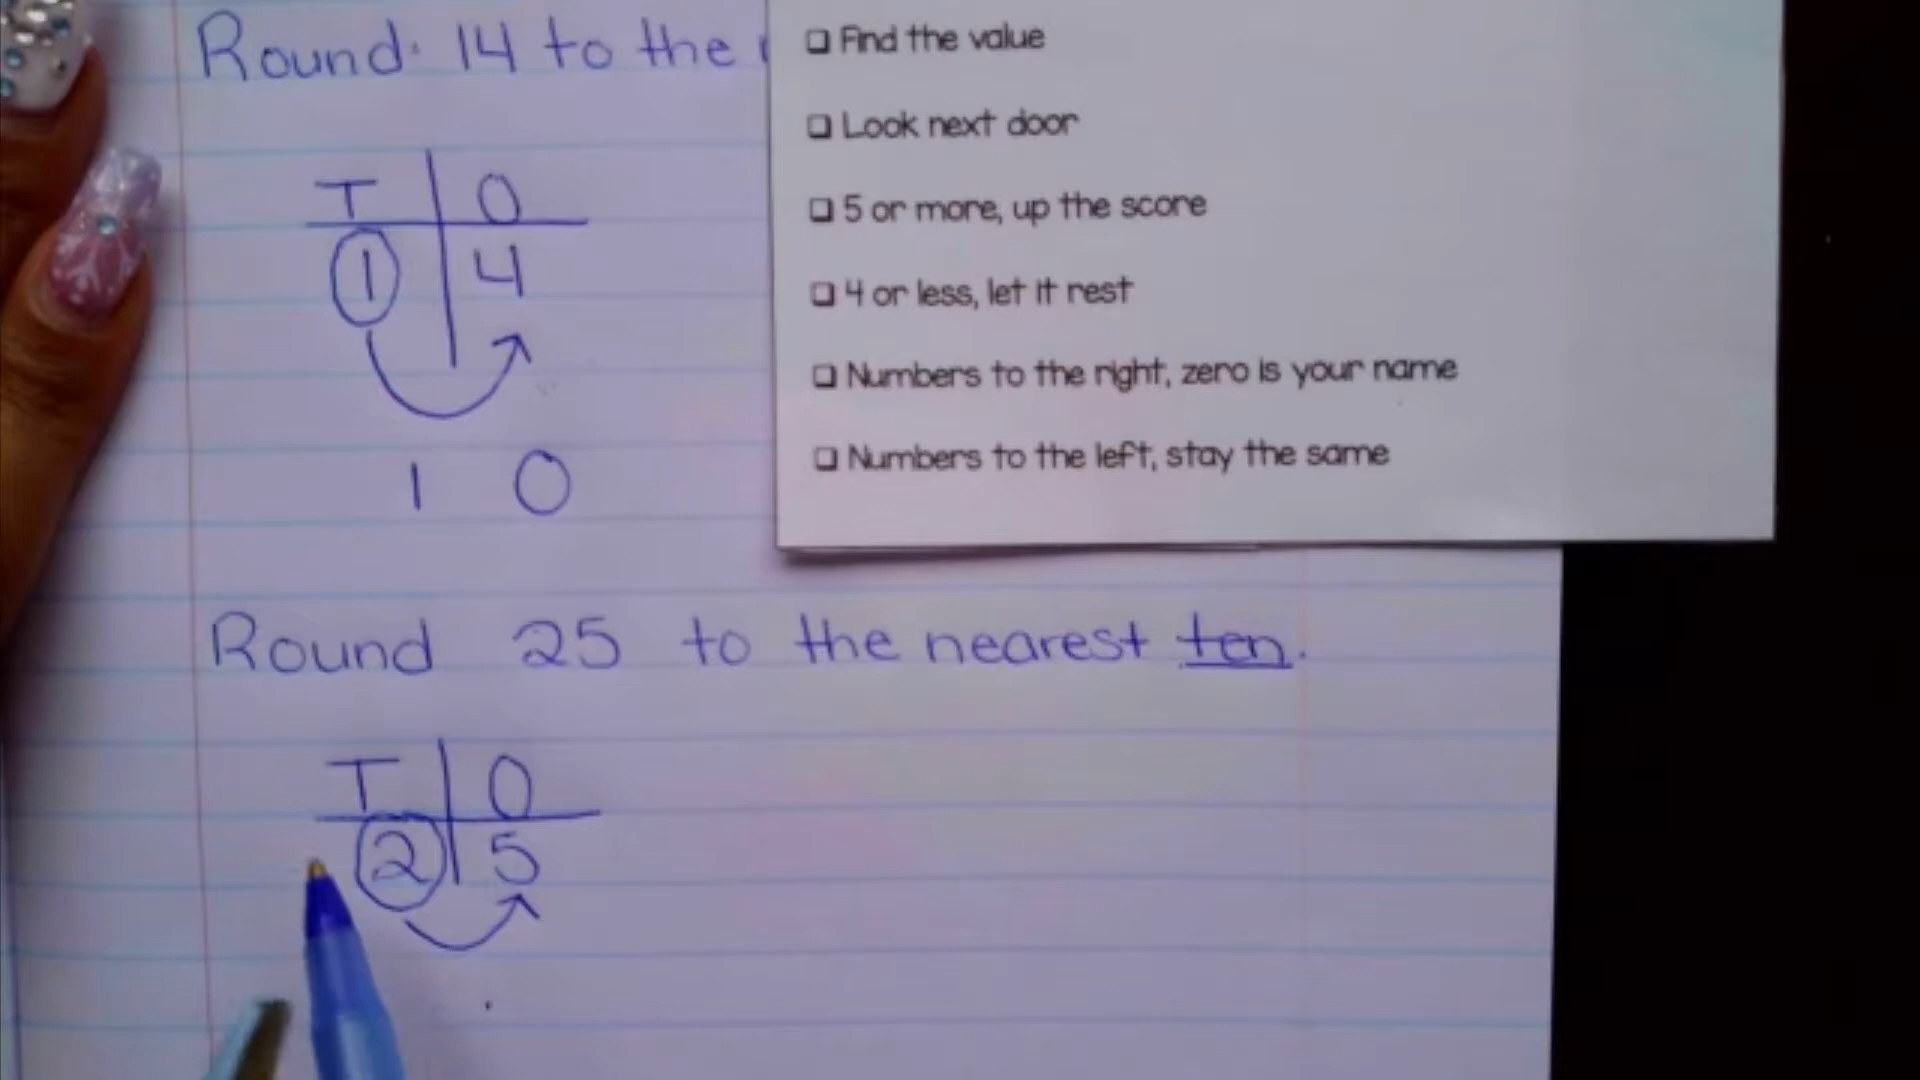 Round 14 to the
T O
1 4
1 0
Round 25 to the nearest ten.
T O
2 5
❑ Find the value
❑ Look next door
❑ 5 or more, up the score
❑ 4 or less, let it rest
❑ Numbers to the right, zero is your name
❑ Numbers to the left, stay the same